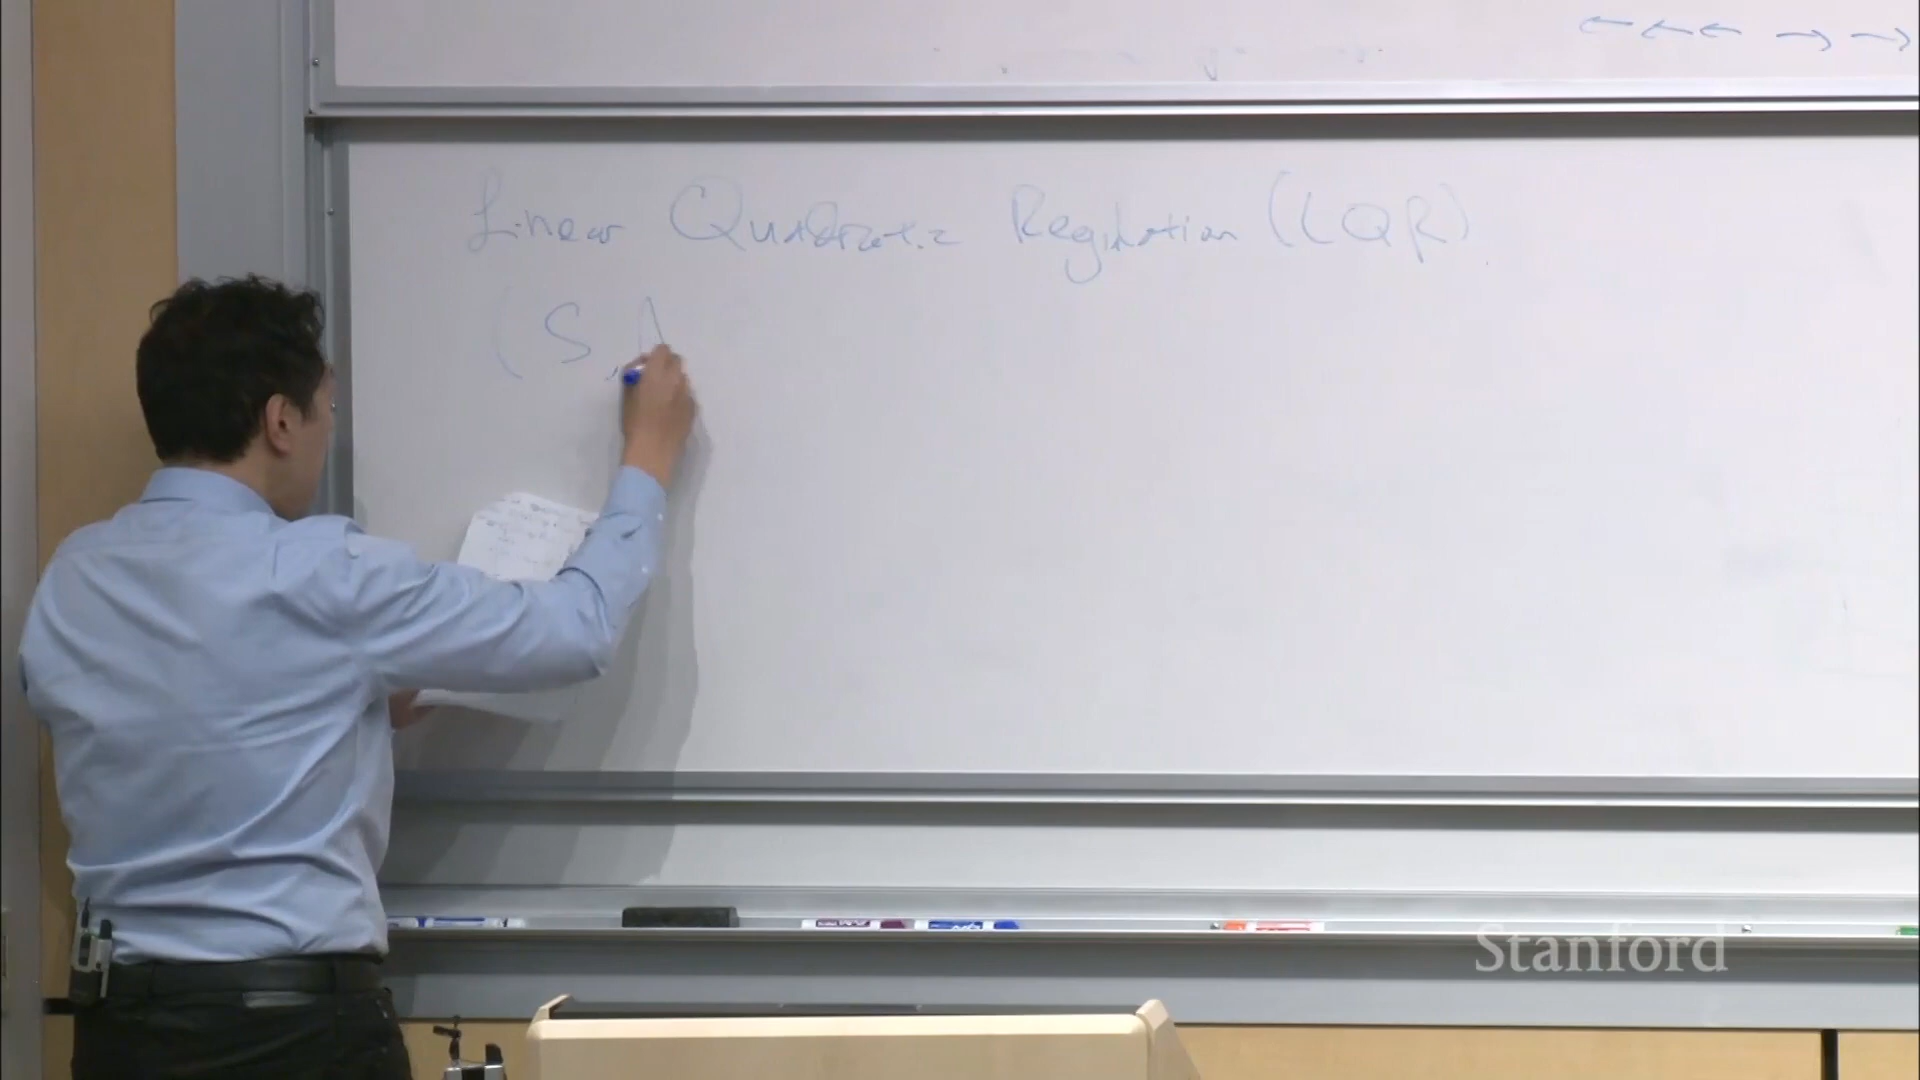 ← ← ← → →
Linear Quadratic Regulation (LQR)
(S, A
Stanford